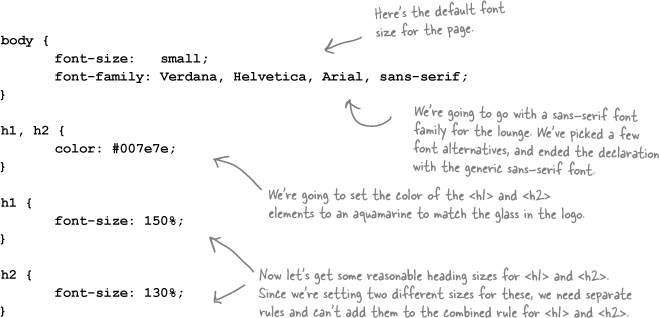 Here's the default font
size for the page.
body {
font-size: small;
font-family: Verdana, Helvetica, Arial, sans-serif;
}
We're going to go with a sans-serif font
family for the lounge. We've picked a few
font alternatives, and ended the declaration
with the generic sans-serif font.
h1, h2 {
color: #007e7e;
}
We're going to set the color of the <h1> and <h2>
elements to an aquamarine to match the glass in the logo.
h1 {
font-size: 150%;
}
h2 {
font-size: 130%;
}
Now let's get some reasonable heading sizes for <h1> and <h2>.
Since we're setting two different sizes for these, we need separate
rules and can't add them to the combined rule for <h1> and <h2>.